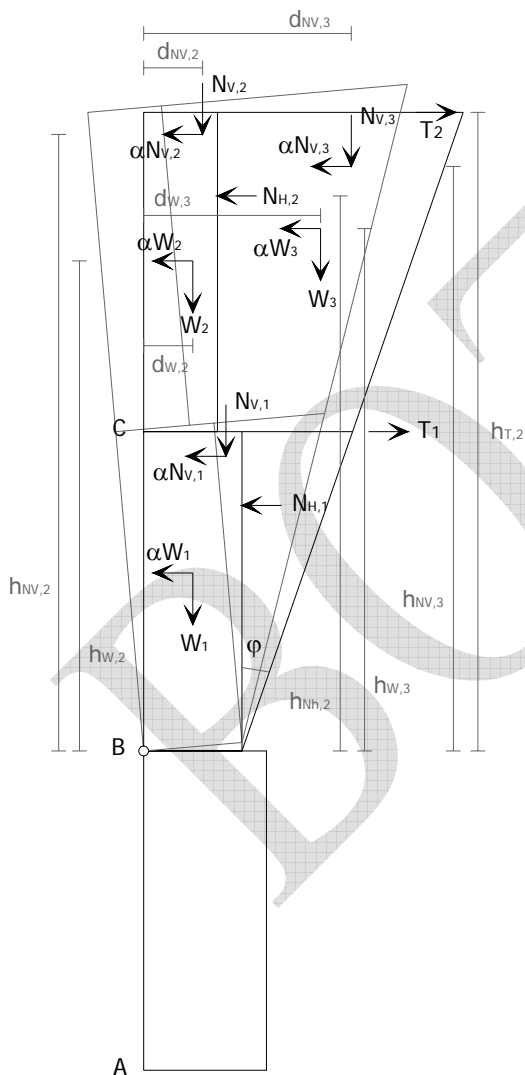 dNV,3
dNV,2
NV,2
NV,3
T2
αNV,2
αNV,3
dW,3
NH,2
αW2
αW3
W3
W2
dW,2
NV,1
C
T1
hT,2
αNV,1
NH,1
hNV,2
αW1
hNV,3
W1
φ
hW,2
hW,3
hNh,2
B
A